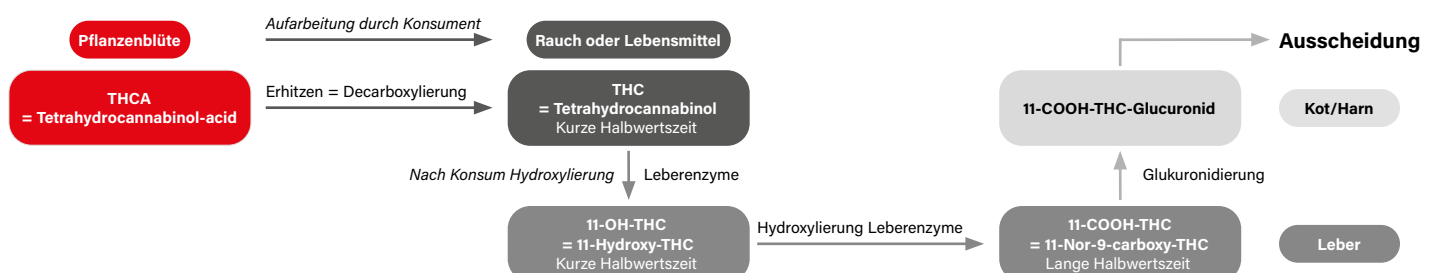 Pflanzenblüte
Aufarbeitung durch Konsument
Rauch oder Lebensmittel
Ausscheidung
THCA
= Tetrahydrocannabinol-acid
Erhitzen = Decarboxylierung
THC
= Tetrahydrocannabinol
Kurze Halbwertszeit
11-COOH-THC-Glucuronid
Kot/Harn
Nach Konsum Hydroxylierung
Leberenzyme
Glukuronidierung
11-OH-THC
= 11-Hydroxy-THC
Kurze Halbwertszeit
Hydroxylierung Leberenzyme
11-COOH-THC
= 11-Nor-9-carboxy-THC
Lange Halbwertszeit
Leber